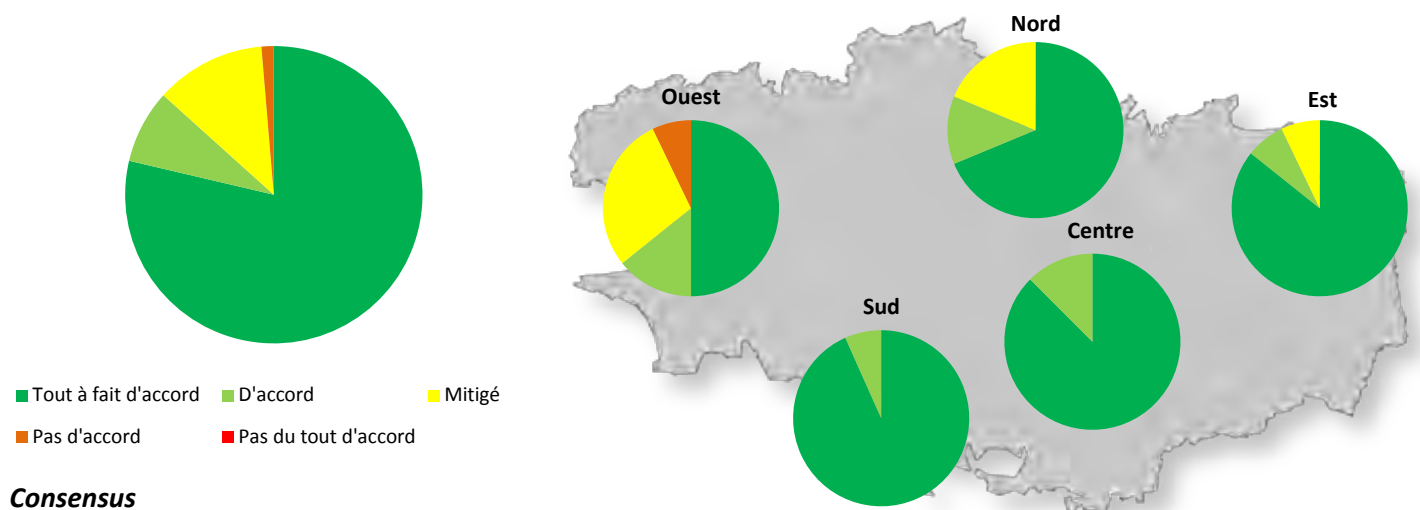 Nord
Ouest
Est
Centre
Sud
Tout à fait d'accord
D'accord
Mitigé
Pas d'accord
Pas du tout d'accord
Consensus